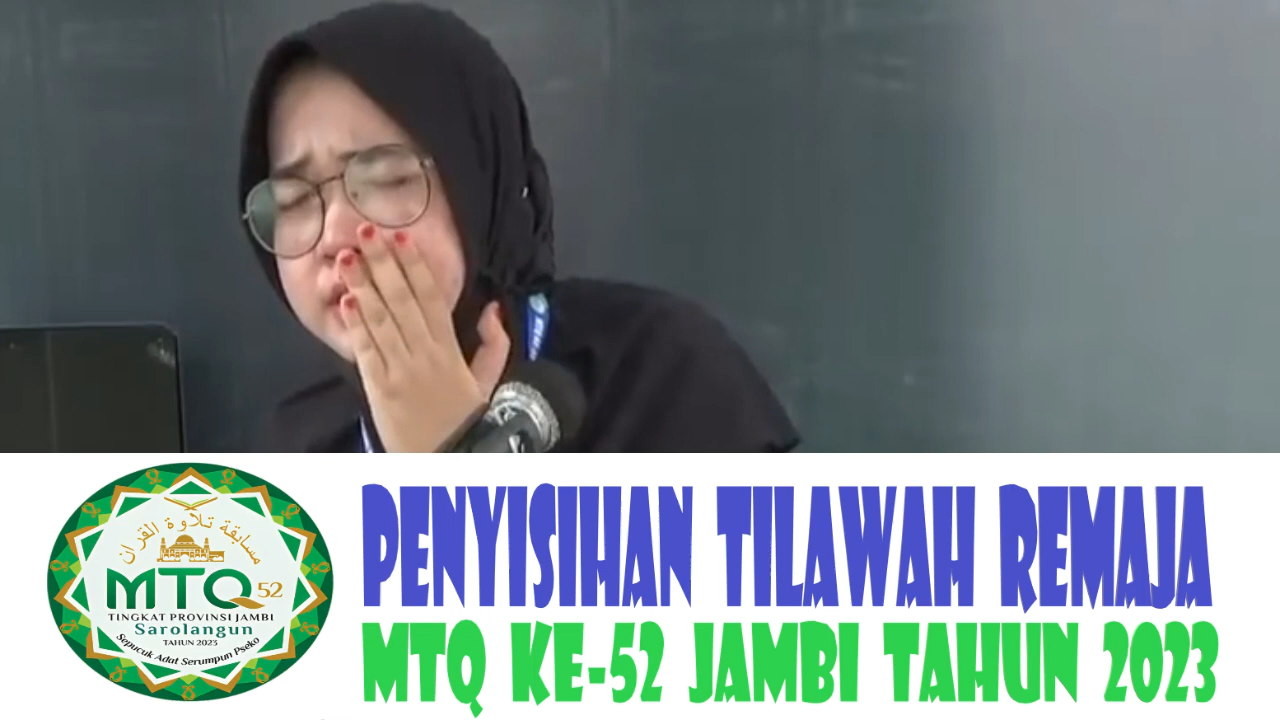 PENYISIHAN TILAWAH REMAJA
MTQ KE-52 JAMBI TAHUN 2023
مسابقة تلاوة القرآن
MTQ 52
TINGKAT PROVINSI JAMBI
Sarolangun
TAHUN 2023
Sepucuk Adat Serumpun Pseko
52